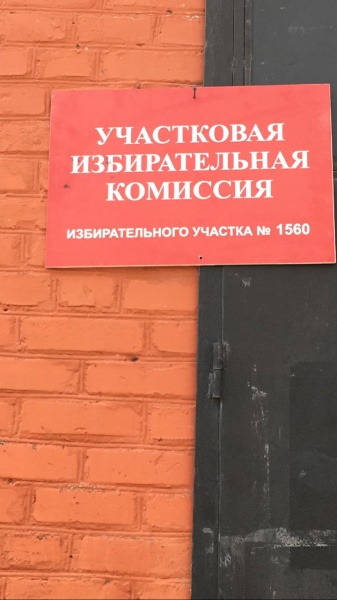 УЧАСТКОВАЯ
ИЗБИРАТЕЛЬНАЯ
КОМИССИЯ
ИЗБИРАТЕЛЬНОГО УЧАСТКА № 1560